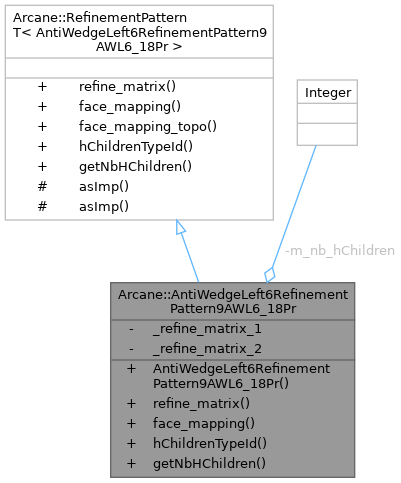 Arcane::RefinementPattern
T< AntiWedgeLeft6RefinementPattern9
AWL6_18Pr >
+ refine_matrix()
+ face_mapping()
+ face_mapping_topo()
+ hChildrenTypeId()
+ getNbHChildren()
# asImp()
# asImp()
Integer
-m_nb_hChildren
Arcane::AntiWedgeLeft6Refinement
Pattern9AWL6_18Pr
- _refine_matrix_1
- _refine_matrix_2
+ AntiWedgeLeft6Refinement
Pattern9AWL6_18Pr()
+ refine_matrix()
+ face_mapping()
+ hChildrenTypeId()
+ getNbHChildren()